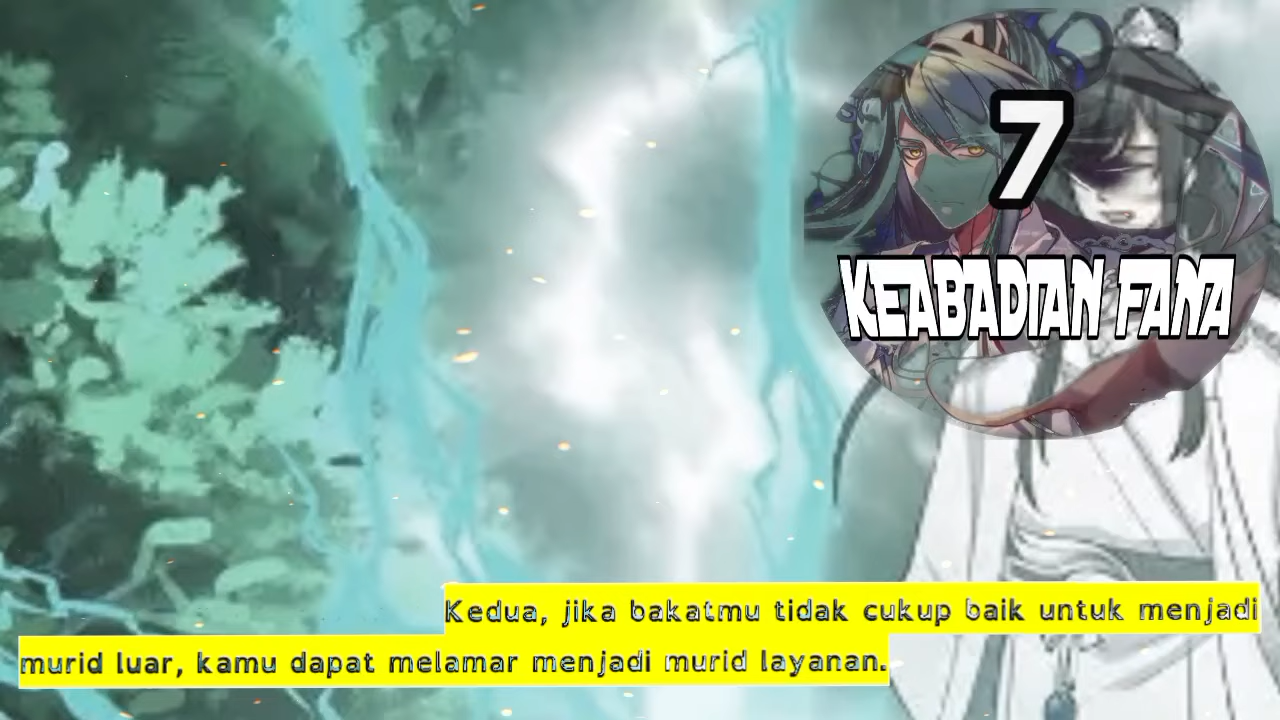 7
KEABADIAN FANA
Kedua, jika bakatmu tidak cukup baik untuk menjadi
murid luar, kamu dapat melamar menjadi murid layanan.